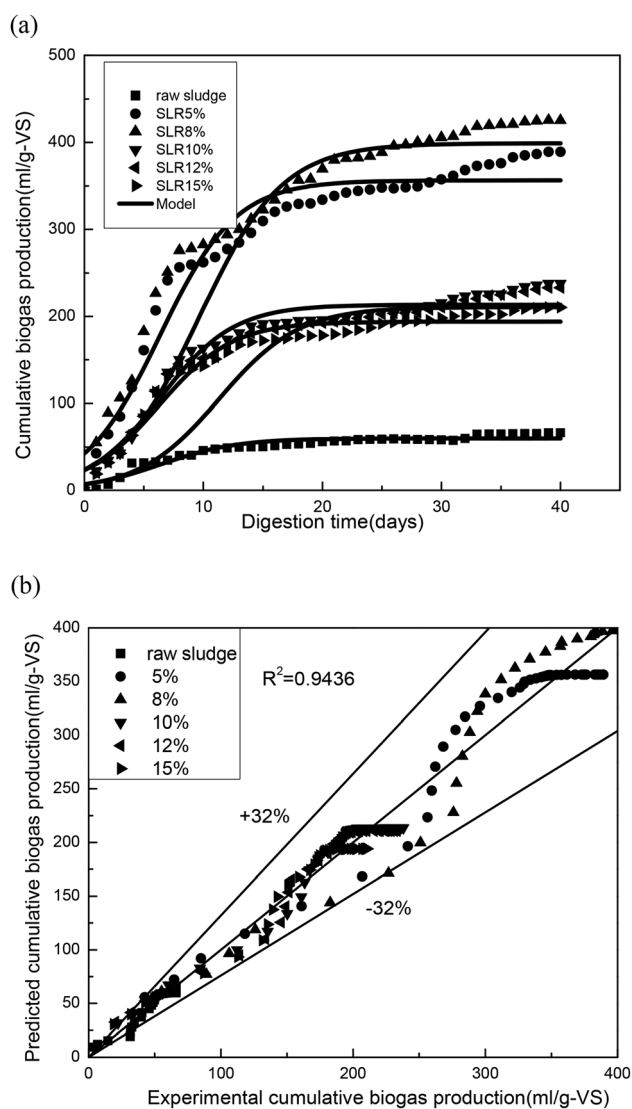 (a)
500
400
300
200
100
0
raw sludge
SLR5%
SLR8%
SLR10%
SLR12%
SLR15%
Model
Cumulative biogas production(ml/g-VS)
0 10 20 30 40
Digestion time(days)
(b)
400
350
300
250
200
150
100
50
0
raw sludge
5%
8%
10%
12%
15%
R²=0.9436
+32%
-32%
Predicted cumulative biogas production(ml/g-VS)
0 100 200 300 400
Experimental cumulative biogas production(ml/g-VS)